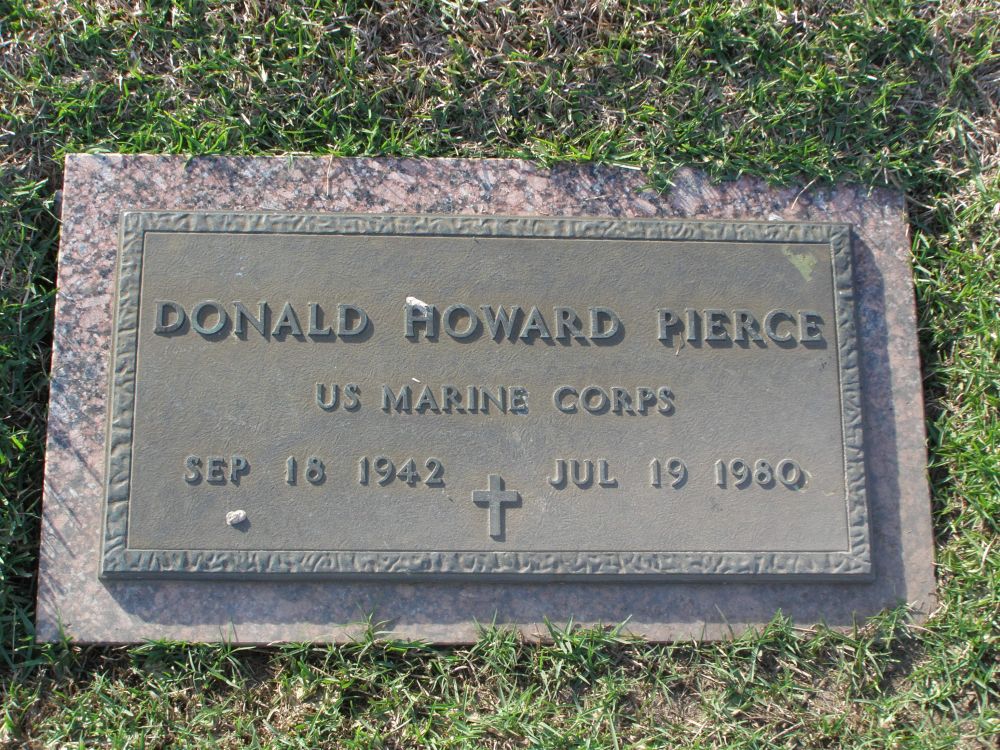 DONALD HOWARD PIERCE
US MARINE CORPS
SEP 18 1942 JUL 19 1980